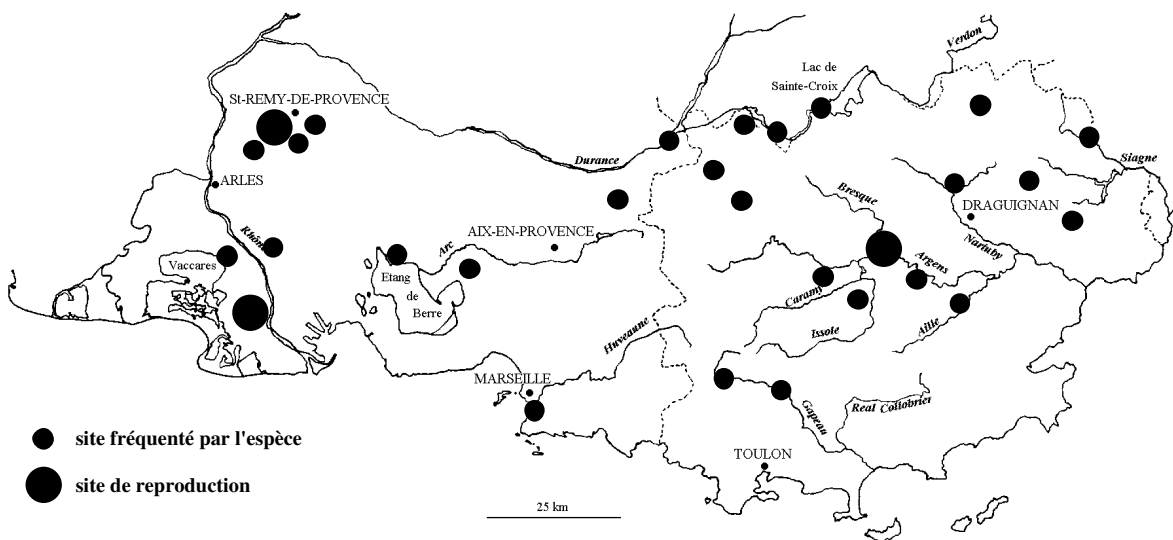 Verdon
Lac de
Sainte-Croix
St-REMY-DE-PROVENCE
Durance
Siagne
ARLES
Bresque
DRAGUIGNAN
Rhône
Arc
AIX-EN-PROVENCE
Nartuby
Vaccares
Etang
de
Berre
Argens
Caramy
Issole
Aille
Huveaune
MARSEILLE
Gapeau
Real Collobrier
site fréquenté par l'espèce
TOULON
site de reproduction
25 km